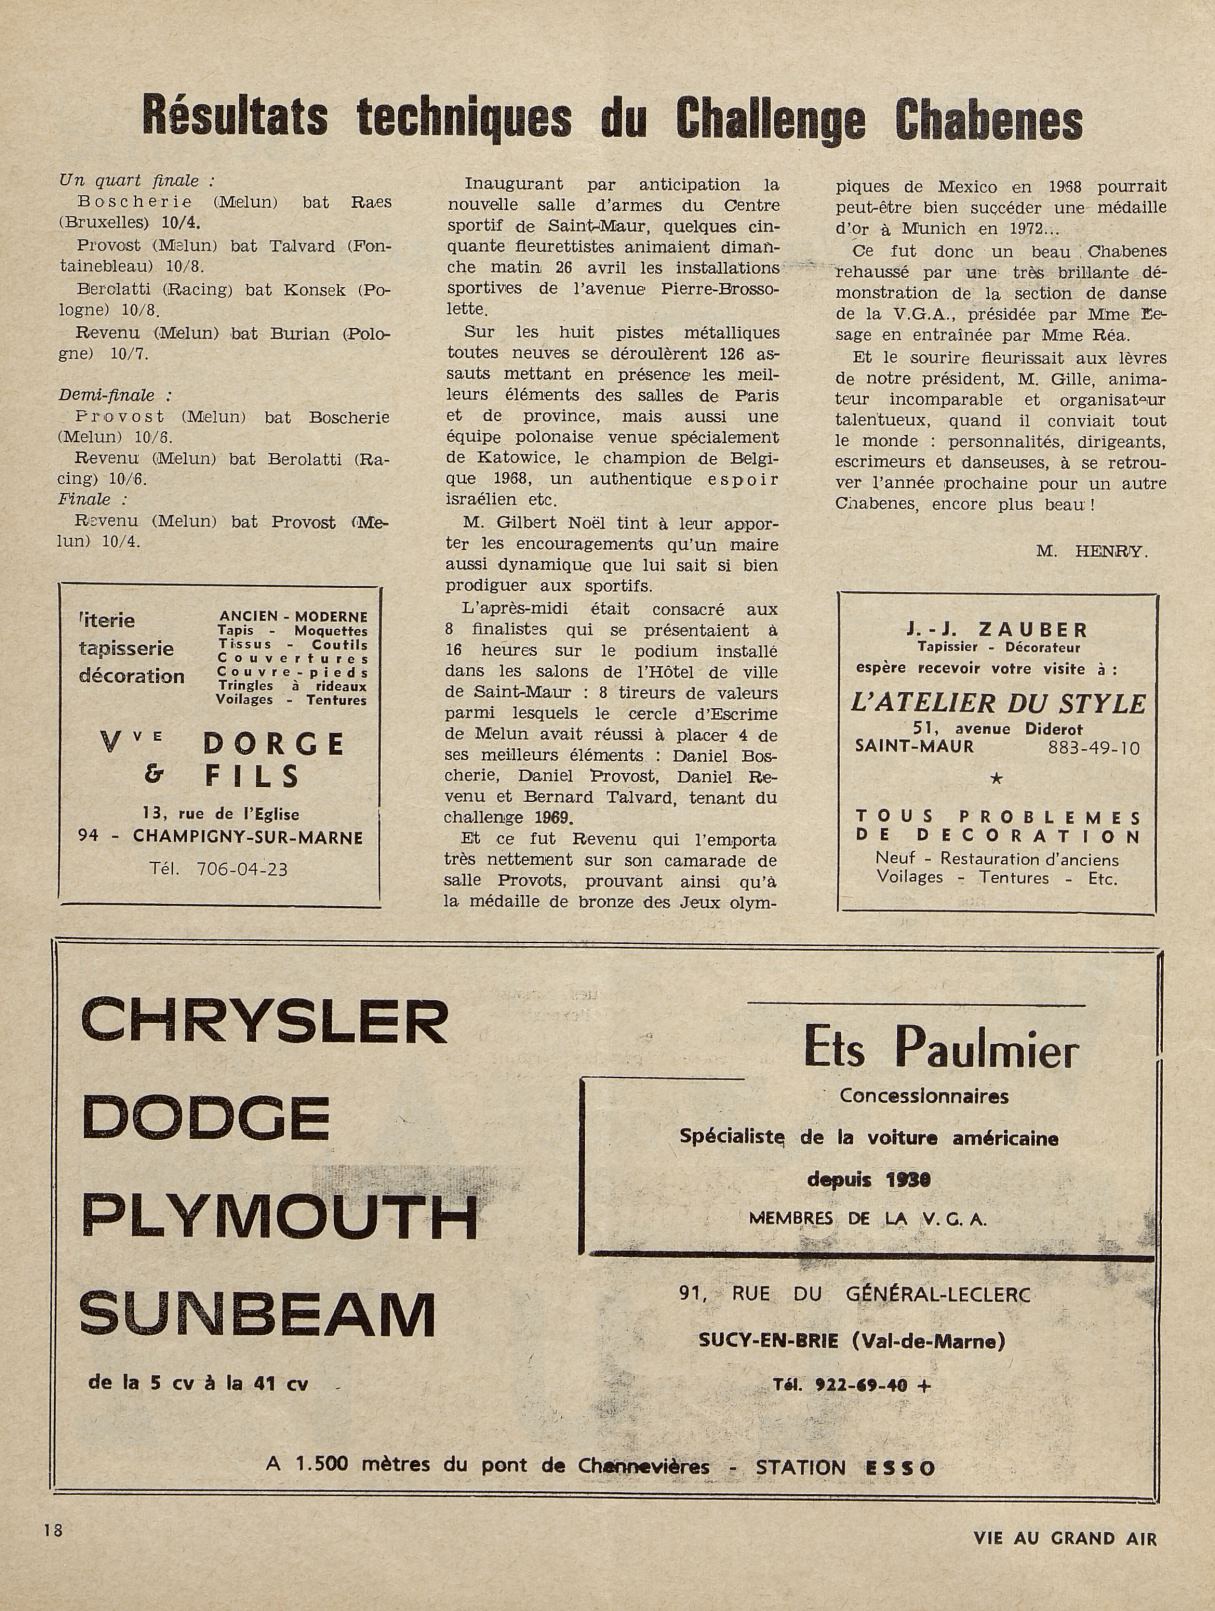 Résultats techniques du Challenge Chabenes
Un quart finale :
Boscherie (Melun) bat Raes
(Bruxelles) 10/4.
Provost (Melun) bat Talvard (Fon-
tainebleau) 10/8.
Berolatti (Racing) bat Konsek (Po-
logne) 10/8.
Revenu (Melun) bat Burian (Polo-
gne) 10/7.
Demi-finale :
Provost (Melun) bat Boscherie
(Melun) 10/6.
Revenu (Melun) bat Berolatti (Ra-
cing) 10/6.
Finale :
Revenu (Melun) bat Provost (Me-
lun) 10/4.
literie
tapisserie
décoration
ANCIEN - MODERNE
Tapis - Moquettes
Tissus - Coutils
Couvertures
Couvre-pieds
Tringles à rideaux
Voilages - Tentures
Vve DORGE
& FILS
13, rue de l'Eglise
94 - CHAMPIGNY-SUR-MARNE
Tél. 706-04-23
Inaugurant par anticipation la
nouvelle salle d'armes du Centre
sportif de Saint-Maur, quelques cin-
quante fleurettistes animaient diman-
che matin 26 avril les installations
sportives de l'avenue Pierre-Brosso-
lette.
Sur les huit pistes métalliques
toutes neuves se déroulèrent 126 as-
sauts mettant en présence les meil-
leurs éléments des salles de Paris
et de province, mais aussi une
équipe polonaise venue spécialement
de Katowice, le champion de Belgi-
que 1968, un authentique espoir
israélien etc.
M. Gilbert Noël tint à leur appor-
ter les encouragements qu'un maire
aussi dynamique que lui sait si bien
prodiguer aux sportifs.
L'après-midi était consacré aux
8 finalistes qui se présentaient à
16 heures sur le podium installé
dans les salons de l'Hôtel de ville
de Saint-Maur : 8 tireurs de valeurs
parmi lesquels le cercle d'Escrime
de Melun avait réussi à placer 4 de
ses meilleurs éléments : Daniel Bos-
cherie, Daniel Provost, Daniel Re-
venu et Bernard Talvard, tenant du
challenge 1969.
Et ce fut Revenu qui l'emporta
très nettement sur son camarade de
salle Provots, prouvant ainsi qu'à
la médaille de bronze des Jeux olym-
piques de Mexico en 1968 pourrait
peut-être bien succéder une médaille
d'or à Munich en 1972...
Ce fut donc un beau Chabenes
rehaussé par une très brillante dé-
monstration de la section de danse
de la V.G.A., présidée par Mme Le-
sage en entraînée par Mme Réa.
Et le sourire fleurissait aux lèvres
de notre président, M. Gille, anima-
teur incomparable et organisateur
talentueux, quand il conviait tout
le monde : personnalités, dirigeants,
escrimeurs et danseuses, à se retrou-
ver l'année prochaine pour un autre
Chabenes, encore plus beau !
M. HENRY.
J.-J. ZAUBER
Tapissier - Décorateur
espère recevoir votre visite à :
L'ATELIER DU STYLE
51, avenue Diderot
SAINT-MAUR 883-49-10
★
TOUS PROBLEMES
DE DECORATION
Neuf - Restauration d'anciens
Voilages - Tentures - Etc.
CHRYSLER
DODGE
PLYMOUTH
SUNBEAM
de la 5 cv à la 41 cv
Ets Paulmier
Concessionnaires
Spécialiste de la voiture américaine
depuis 1930
MEMBRES DE LA V. G. A.
91, RUE DU GÉNÉRAL-LECLERC
SUCY-EN-BRIE (Val-de-Marne)
Tél. 922-69-40 +
A 1.500 mètres du pont de Chennevières - STATION ESSO
18
VIE AU GRAND AIR